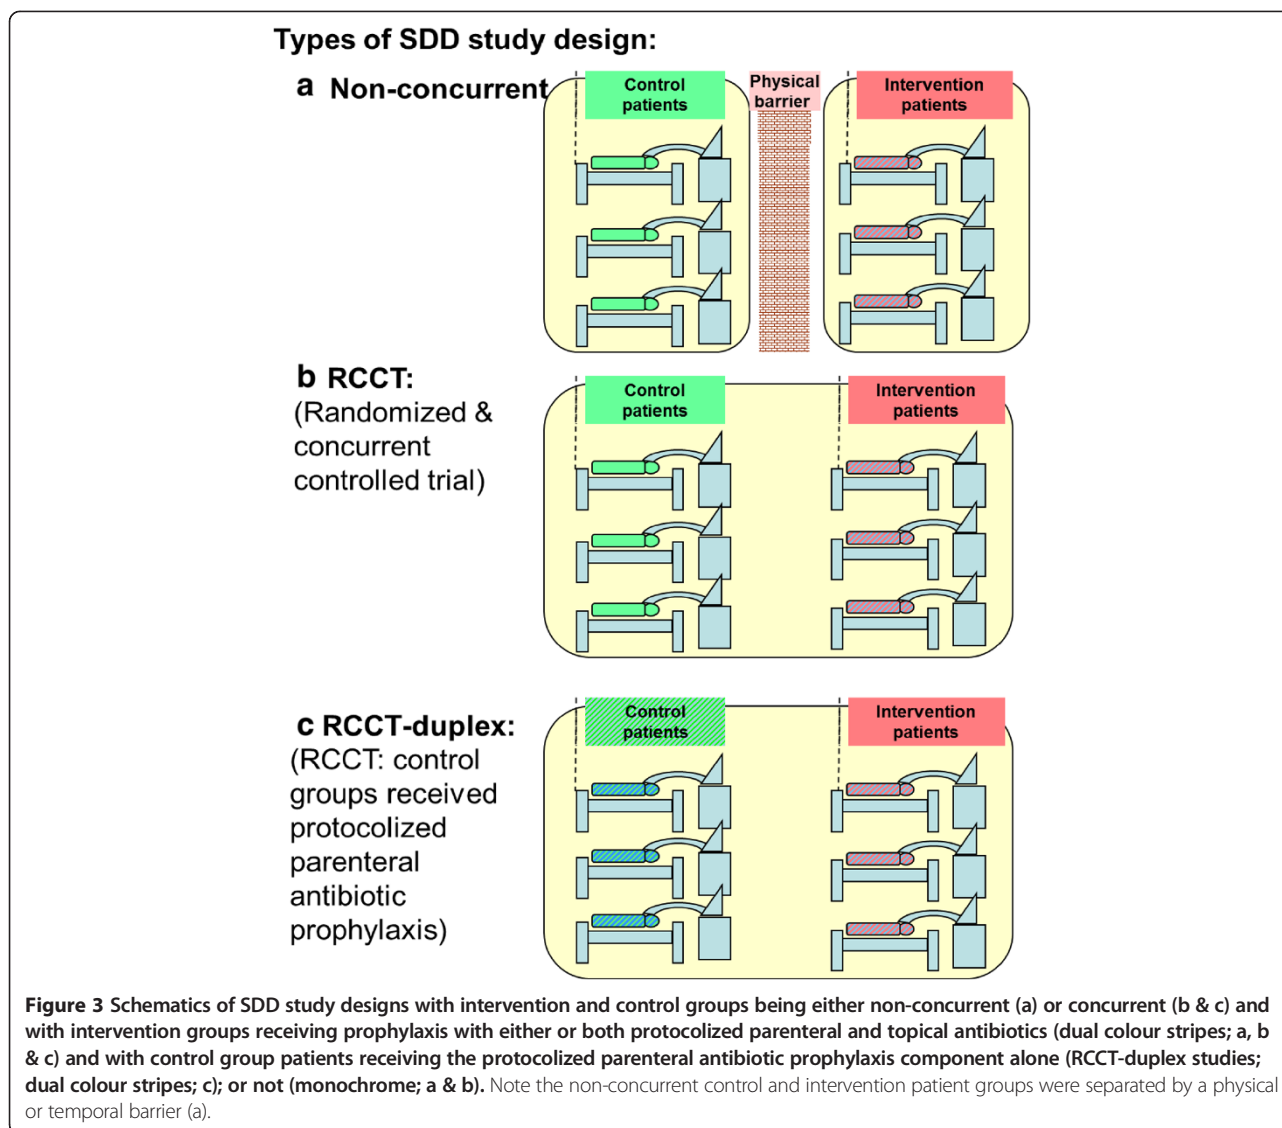 Types of SDD study design:
a Non-concurrent
Control
patients
Physical
barrier
Intervention
patients
b RCCT:
(Randomized &
concurrent
controlled trial)
Control
patients
Intervention
patients
c RCCT-duplex:
(RCCT: control
groups received
protocolized
parenteral
antibiotic
prophylaxis)
Control
patients
Intervention
patients
Figure 3 Schematics of SDD study designs with intervention and control groups being either non-concurrent (a) or concurrent (b & c) and
with intervention groups receiving prophylaxis with either or both protocolized parenteral and topical antibiotics (dual colour stripes; a, b
& c) and with control group patients receiving the protocolized parenteral antibiotic prophylaxis component alone (RCCT-duplex studies;
dual colour stripes; c); or not (monochrome; a & b). Note the non-concurrent control and intervention patient groups were separated by a physical
or temporal barrier (a).